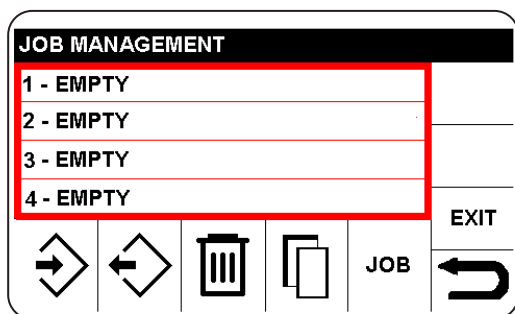 JOB MANAGEMENT
1 - EMPTY
2 - EMPTY
3 - EMPTY
4 - EMPTY
EXIT
JOB